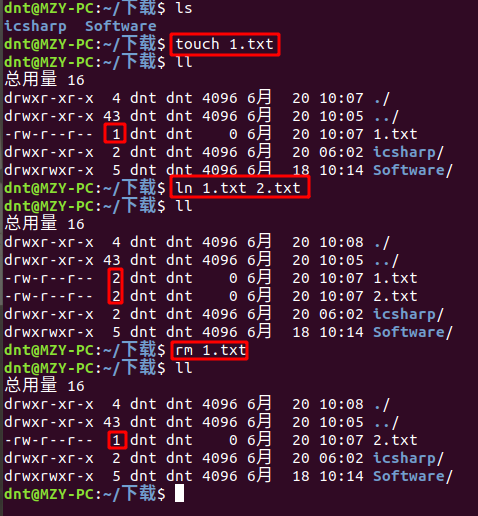 dnt@MZY-PC:~/下载$ ls
icsharp  Software
dnt@MZY-PC:~/下载$ touch 1.txt
dnt@MZY-PC:~/下载$ ll
总用量 16
drwxr-xr-x  4 dnt dnt 4096 6月  20 10:07 ./
drwxr-xr-x 43 dnt dnt 4096 6月  20 10:05 ../
-rw-r--r--  1 dnt dnt    0 6月  20 10:07 1.txt
drwxr-xr-x  2 dnt dnt 4096 6月  20 06:02 icsharp/
drwxrwxr-x  5 dnt dnt 4096 6月  18 10:14 Software/
dnt@MZY-PC:~/下载$ ln 1.txt 2.txt
dnt@MZY-PC:~/下载$ ll
总用量 16
drwxr-xr-x  4 dnt dnt 4096 6月  20 10:08 ./
drwxr-xr-x 43 dnt dnt 4096 6月  20 10:05 ../
-rw-r--r--  2 dnt dnt    0 6月  20 10:07 1.txt
-rw-r--r--  2 dnt dnt    0 6月  20 10:07 2.txt
drwxr-xr-x  2 dnt dnt 4096 6月  20 06:02 icsharp/
drwxrwxr-x  5 dnt dnt 4096 6月  18 10:14 Software/
dnt@MZY-PC:~/下载$ rm 1.txt
dnt@MZY-PC:~/下载$ ll
总用量 16
drwxr-xr-x  4 dnt dnt 4096 6月  20 10:08 ./
drwxr-xr-x 43 dnt dnt 4096 6月  20 10:05 ../
-rw-r--r--  1 dnt dnt    0 6月  20 10:07 2.txt
drwxr-xr-x  2 dnt dnt 4096 6月  20 06:02 icsharp/
drwxrwxr-x  5 dnt dnt 4096 6月  18 10:14 Software/
dnt@MZY-PC:~/下载$